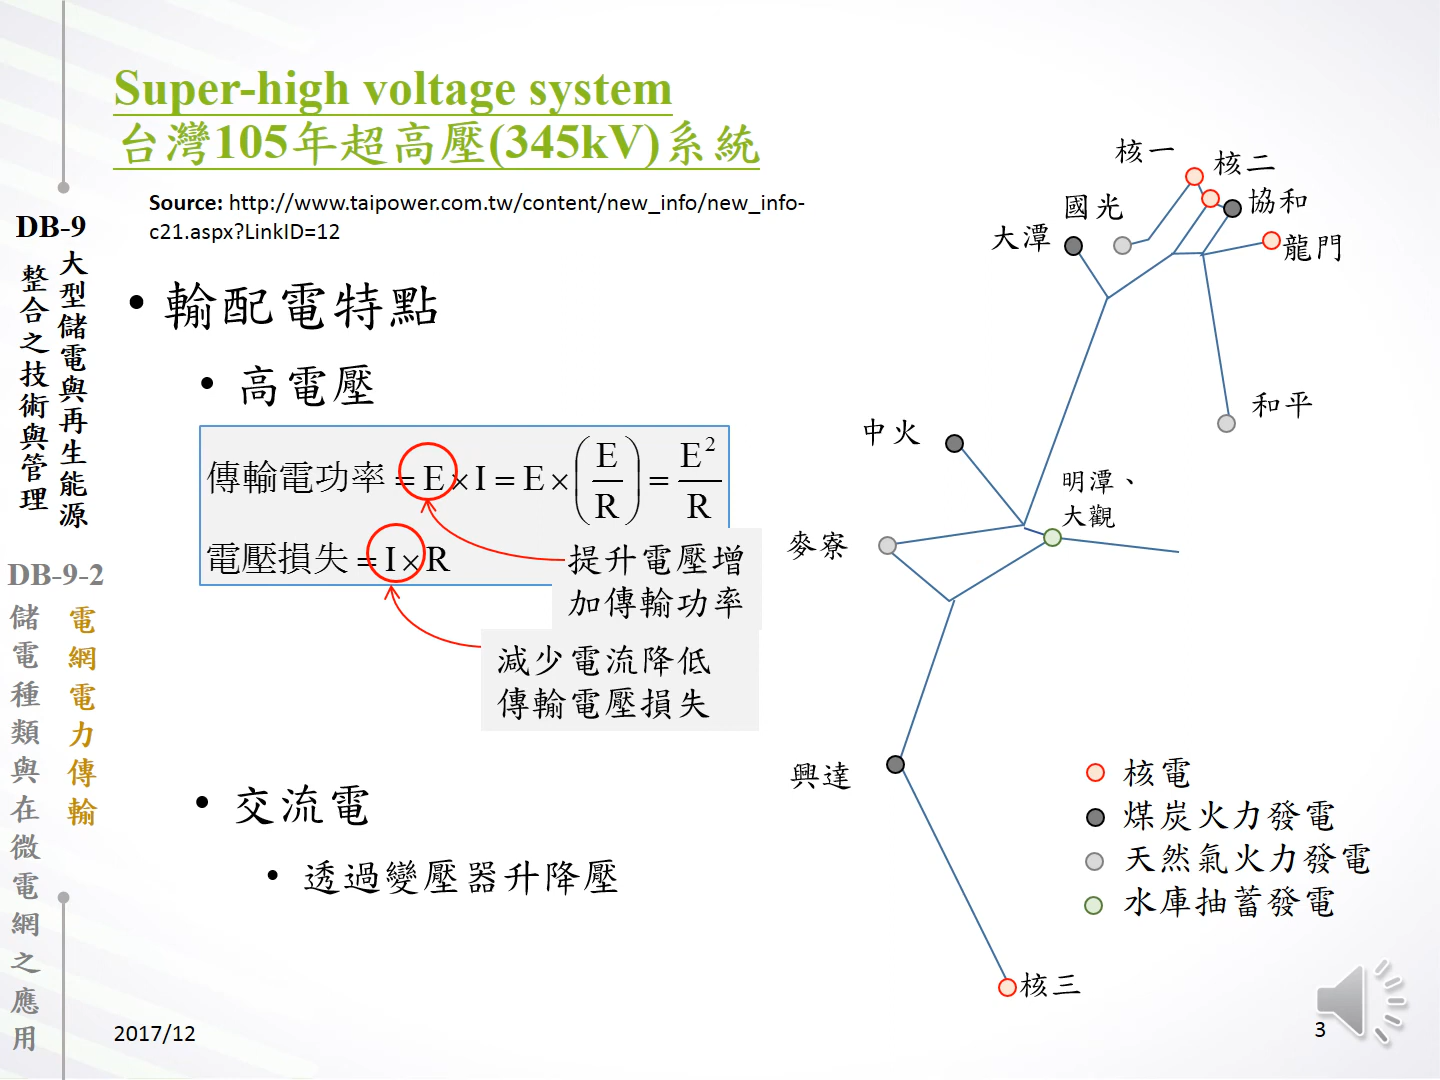 Super-high voltage system
台灣105年超高壓(345kV)系統
Source: http://www.taipower.com.tw/content/new_info/new_info-
c21.aspx?LinkID=12
DB-9
大型儲電與再生能源
整合之技術與管理
DB-9-2
電網電力傳輸
儲電種類與在微電網之應用
• 輸配電特點
• 高電壓
傳輸電功率 = E × I = E × (E/R) = E²/R
電壓損失 = I × R
提升電壓增
加傳輸功率
減少電流降低
傳輸電壓損失
• 交流電
• 透過變壓器升降壓
核一
核二
國光
協和
大潭
龍門
和平
中火
明潭、
大觀
麥寮
興達
核三
核電
煤炭火力發電
天然氣火力發電
水庫抽蓄發電
2017/12
3